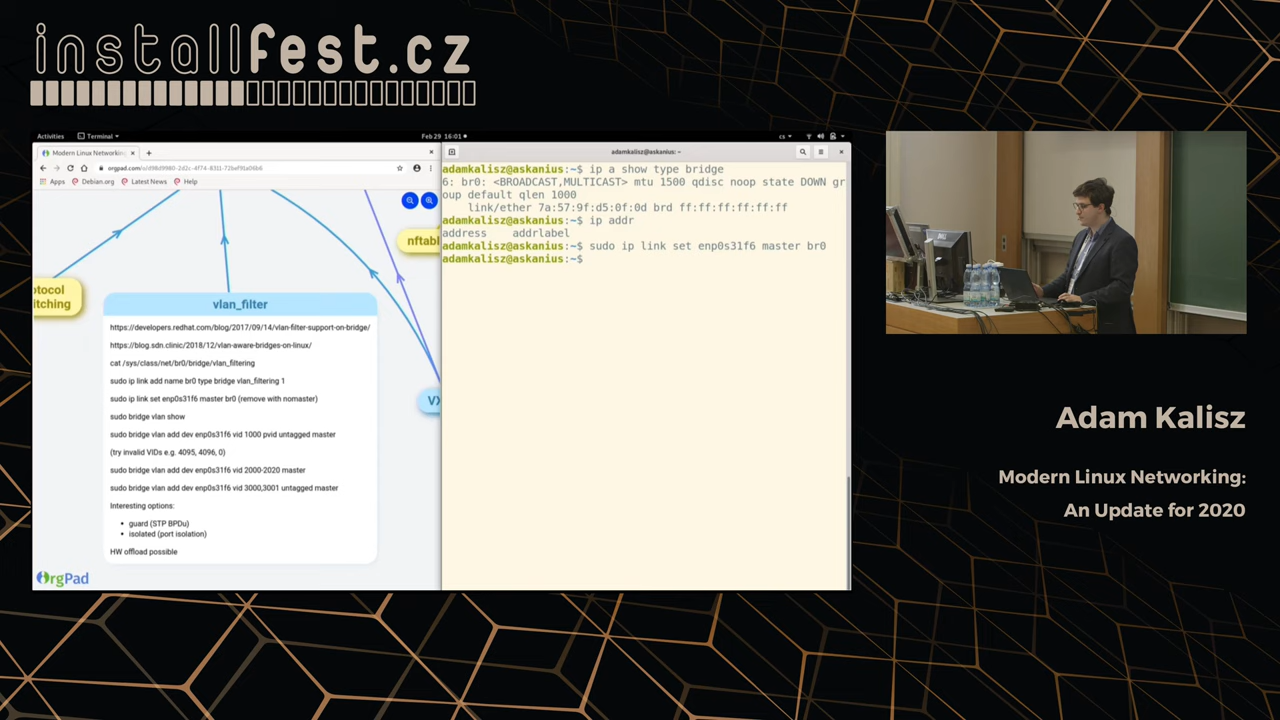 installfest.cz
Activities
Terminal
Feb 29 16:01
cs
Modern Linux Networking
adamkalisz@askanius: ~
Apps
Debian.org
Latest News
Help
adamkalisz@askanius:~$ ip a show type bridge
6: br0: <BROADCAST,MULTICAST> mtu 1500 qdisc noop state DOWN gr
oup default qlen 1000
link/ether 7a:57:9f:d5:0f:0d brd ff:ff:ff:ff:ff:ff
adamkalisz@askanius:~$ ip addr
address addrlabel
adamkalisz@askanius:~$ sudo ip link set enp0s31f6 master br0
adamkalisz@askanius:~$
nftabl
otocol
itching
VX
vlan_filter
https://developers.redhat.com/blog/2017/09/14/vlan-filter-support-on-bridge/
https://blog.sdn.clinic/2018/12/vlan-aware-bridges-on-linux/
cat /sys/class/net/br0/bridge/vlan_filtering
sudo ip link add name br0 type bridge vlan_filtering 1
sudo ip link set enp0s31f6 master br0 (remove with nomaster)
sudo bridge vlan show
sudo bridge vlan add dev enp0s31f6 vid 1000 pvid untagged master
(try invalid VIDs e.g. 4095, 4096, 0)
sudo bridge vlan add dev enp0s31f6 vid 2000-2020 master
sudo bridge vlan add dev enp0s31f6 vid 3000,3001 untagged master
Interesting options:
guard (STP BPDu)
isolated (port isolation)
HW offload possible
OrgPad
Adam Kalisz
Modern Linux Networking:
An Update for 2020